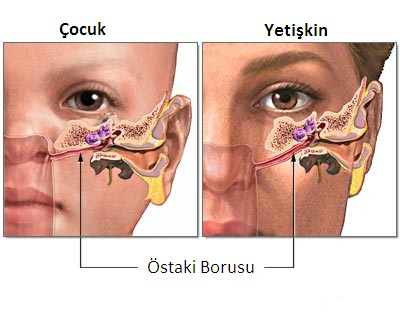 Çocuk
Yetişkin
Östaki Borusu